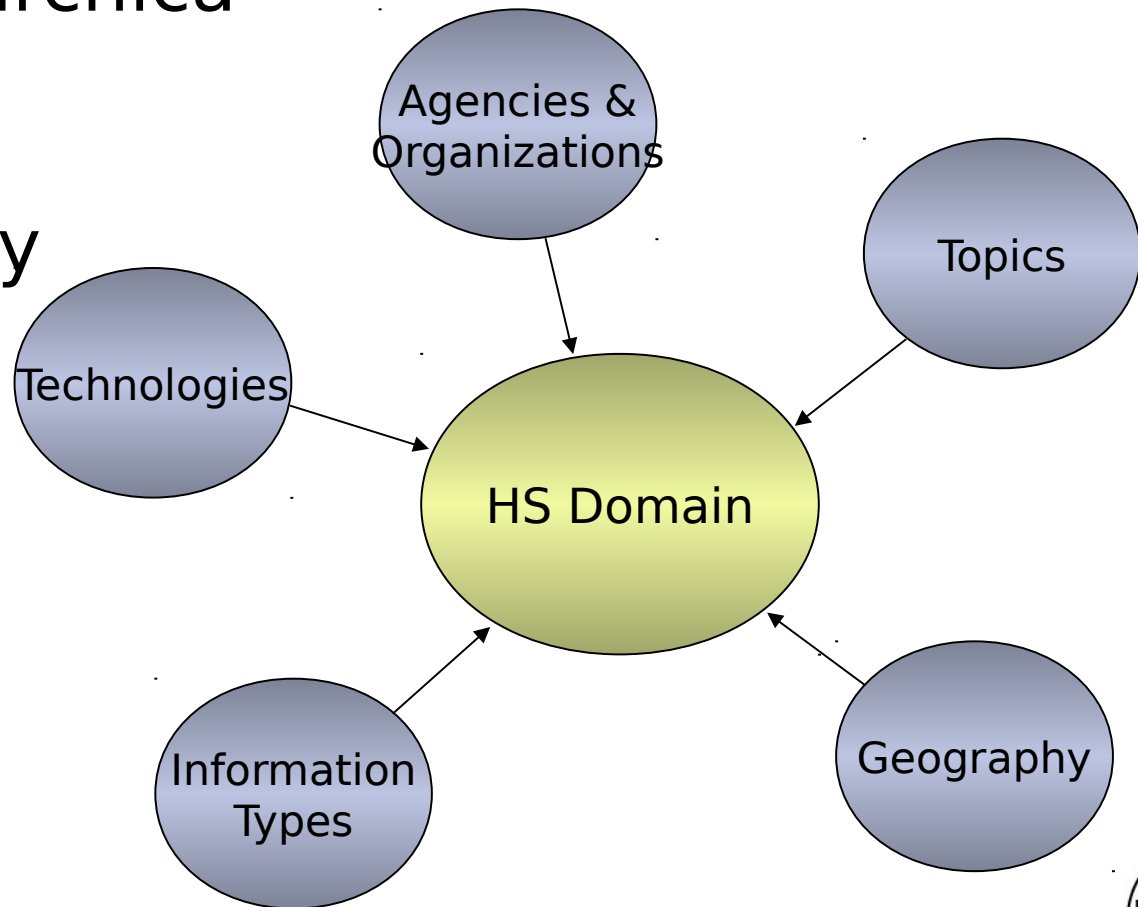 Agencies &
Organizations
Topics
y
Technologies
HS Domain
Information
Types
Geography